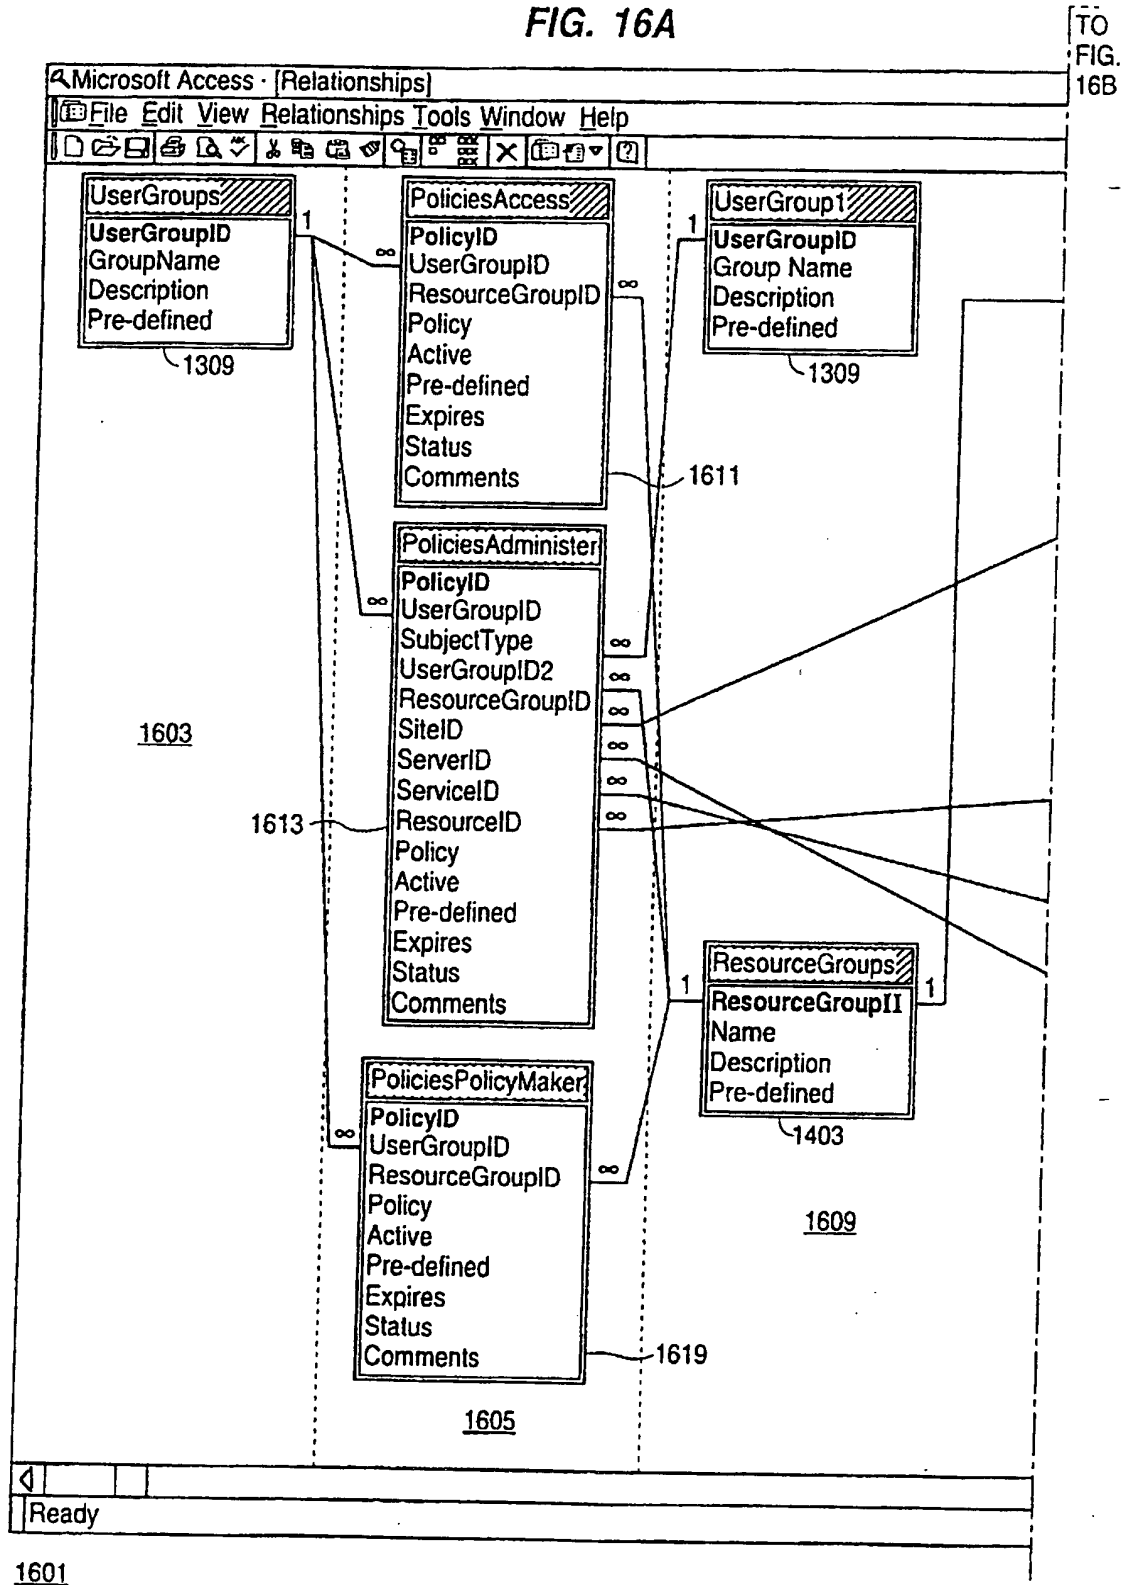 FIG. 16A
TO
FIG.
16B
Microsoft Access - [Relationships]
File Edit View Relationships Tools Window Help
UserGroups
UserGroupID
GroupName
Description
Pre-defined
1309
1
∞
PoliciesAccess
PolicyID
UserGroupID
ResourceGroupID
Policy
Active
Pre-defined
Expires
Status
Comments
∞
1611
UserGroup1
1
UserGroupID
Group Name
Description
Pre-defined
1309
PoliciesAdminister
PolicyID
UserGroupID
SubjectType
UserGroupID2
ResourceGroupID
SiteID
ServerID
ServiceID
ResourceID
Policy
Active
Pre-defined
Expires
Status
Comments
∞
∞
∞
∞
∞
∞
∞
1603
1613
ResourceGroups
1
ResourceGroupII
1
Name
Description
Pre-defined
1403
PoliciesPolicyMaker
PolicyID
UserGroupID
ResourceGroupID
Policy
Active
Pre-defined
Expires
Status
Comments
∞
∞
1619
1609
1605
Ready
1601